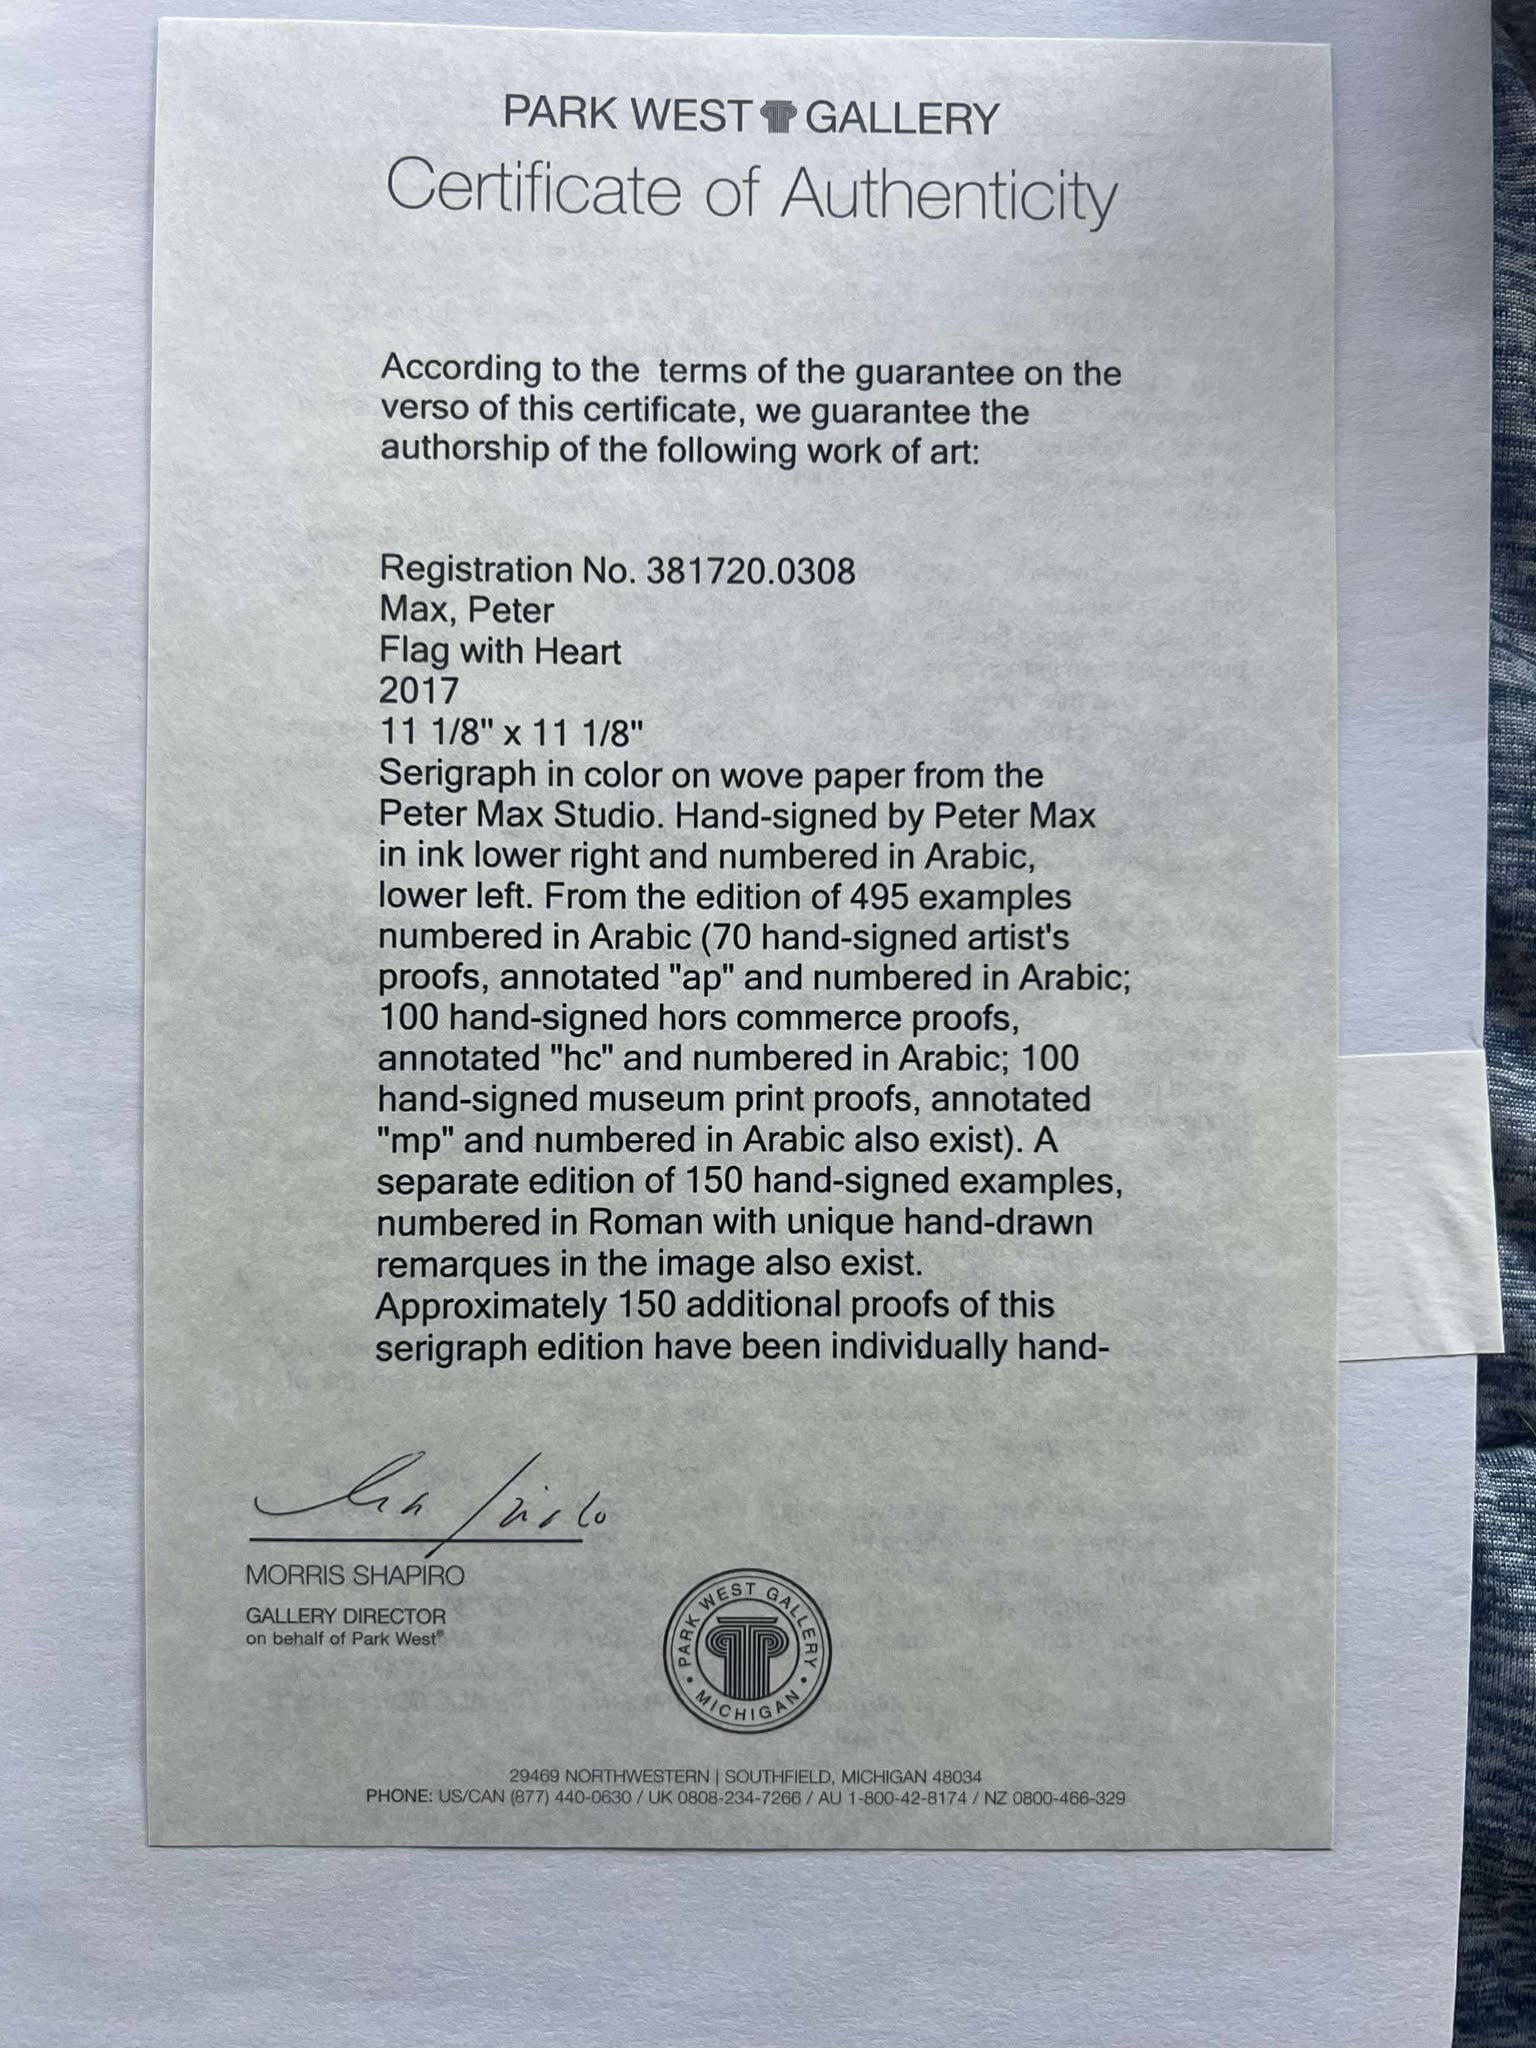 PARK WEST GALLERY
Certificate of Authenticity
According to the  terms of the guarantee on the
verso of this certificate, we guarantee the
authorship of the following work of art:
Registration No. 381720.0308
Max, Peter
Flag with Heart
2017
11 1/8" x 11 1/8"
Serigraph in color on wove paper from the
Peter Max Studio. Hand-signed by Peter Max
in ink lower right and numbered in Arabic,
lower left. From the edition of 495 examples
numbered in Arabic (70 hand-signed artist's
proofs, annotated "ap" and numbered in Arabic;
100 hand-signed hors commerce proofs,
annotated "hc" and numbered in Arabic; 100
hand-signed museum print proofs, annotated
"mp" and numbered in Arabic also exist). A
separate edition of 150 hand-signed examples,
numbered in Roman with unique hand-drawn
remarques in the image also exist.
Approximately 150 additional proofs of this
serigraph edition have been individually hand-
MORRIS SHAPIRO
GALLERY DIRECTOR
on behalf of Park West®
PARK WEST GALLERY
• MICHIGAN •
29469 NORTHWESTERN | SOUTHFIELD, MICHIGAN 48034
PHONE: US/CAN (877) 440-0630 / UK 0808-234-7266 / AU 1-800-42-8174 / NZ 0800-466-329